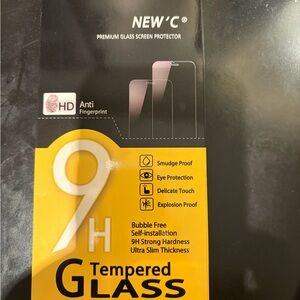 NEW'C®
PREMIUM GLASS SCREEN PROTECTOR
HD Anti
Fingerprint
9H
Smudge Proof
Eye Protection
Delicate Touch
Explosion Proof
Bubble Free
Self-installation
9H Strong Hardness
Ultra Slim Thickness
Tempered
GLASS